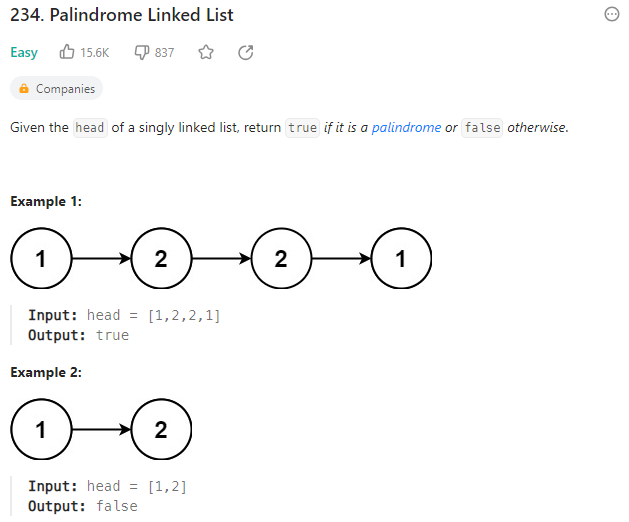 234. Palindrome Linked List
Easy 15.6K 837
Companies
Given the head of a singly linked list, return true if it is a palindrome or false otherwise.
Example 1:
1 2 2 1
Input: head = [1,2,2,1]
Output: true
Example 2:
1 2
Input: head = [1,2]
Output: false